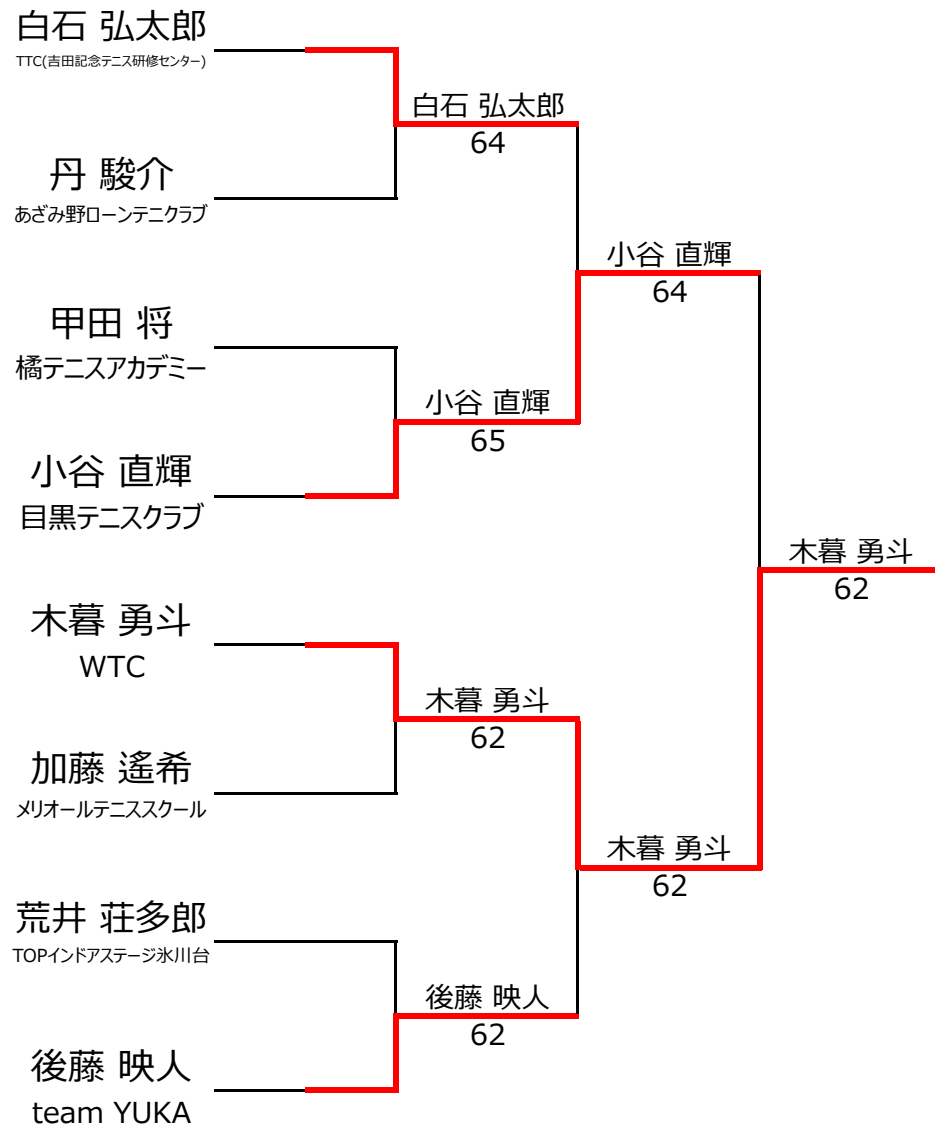 白石 弘太郎
TTC(吉田記念テニス研修センター)
丹 駿介
あざみ野ローンテニクラブ
甲田 将
橘テニスアカデミー
小谷 直輝
目黒テニスクラブ
木暮 勇斗
WTC
加藤 遙希
メリオールテニススクール
荒井 荘多郎
TOPインドアステージ氷川台
後藤 映人
team YUKA
白石 弘太郎
64
小谷 直輝
65
木暮 勇斗
62
後藤 映人
62
小谷 直輝
64
木暮 勇斗
62
木暮 勇斗
62